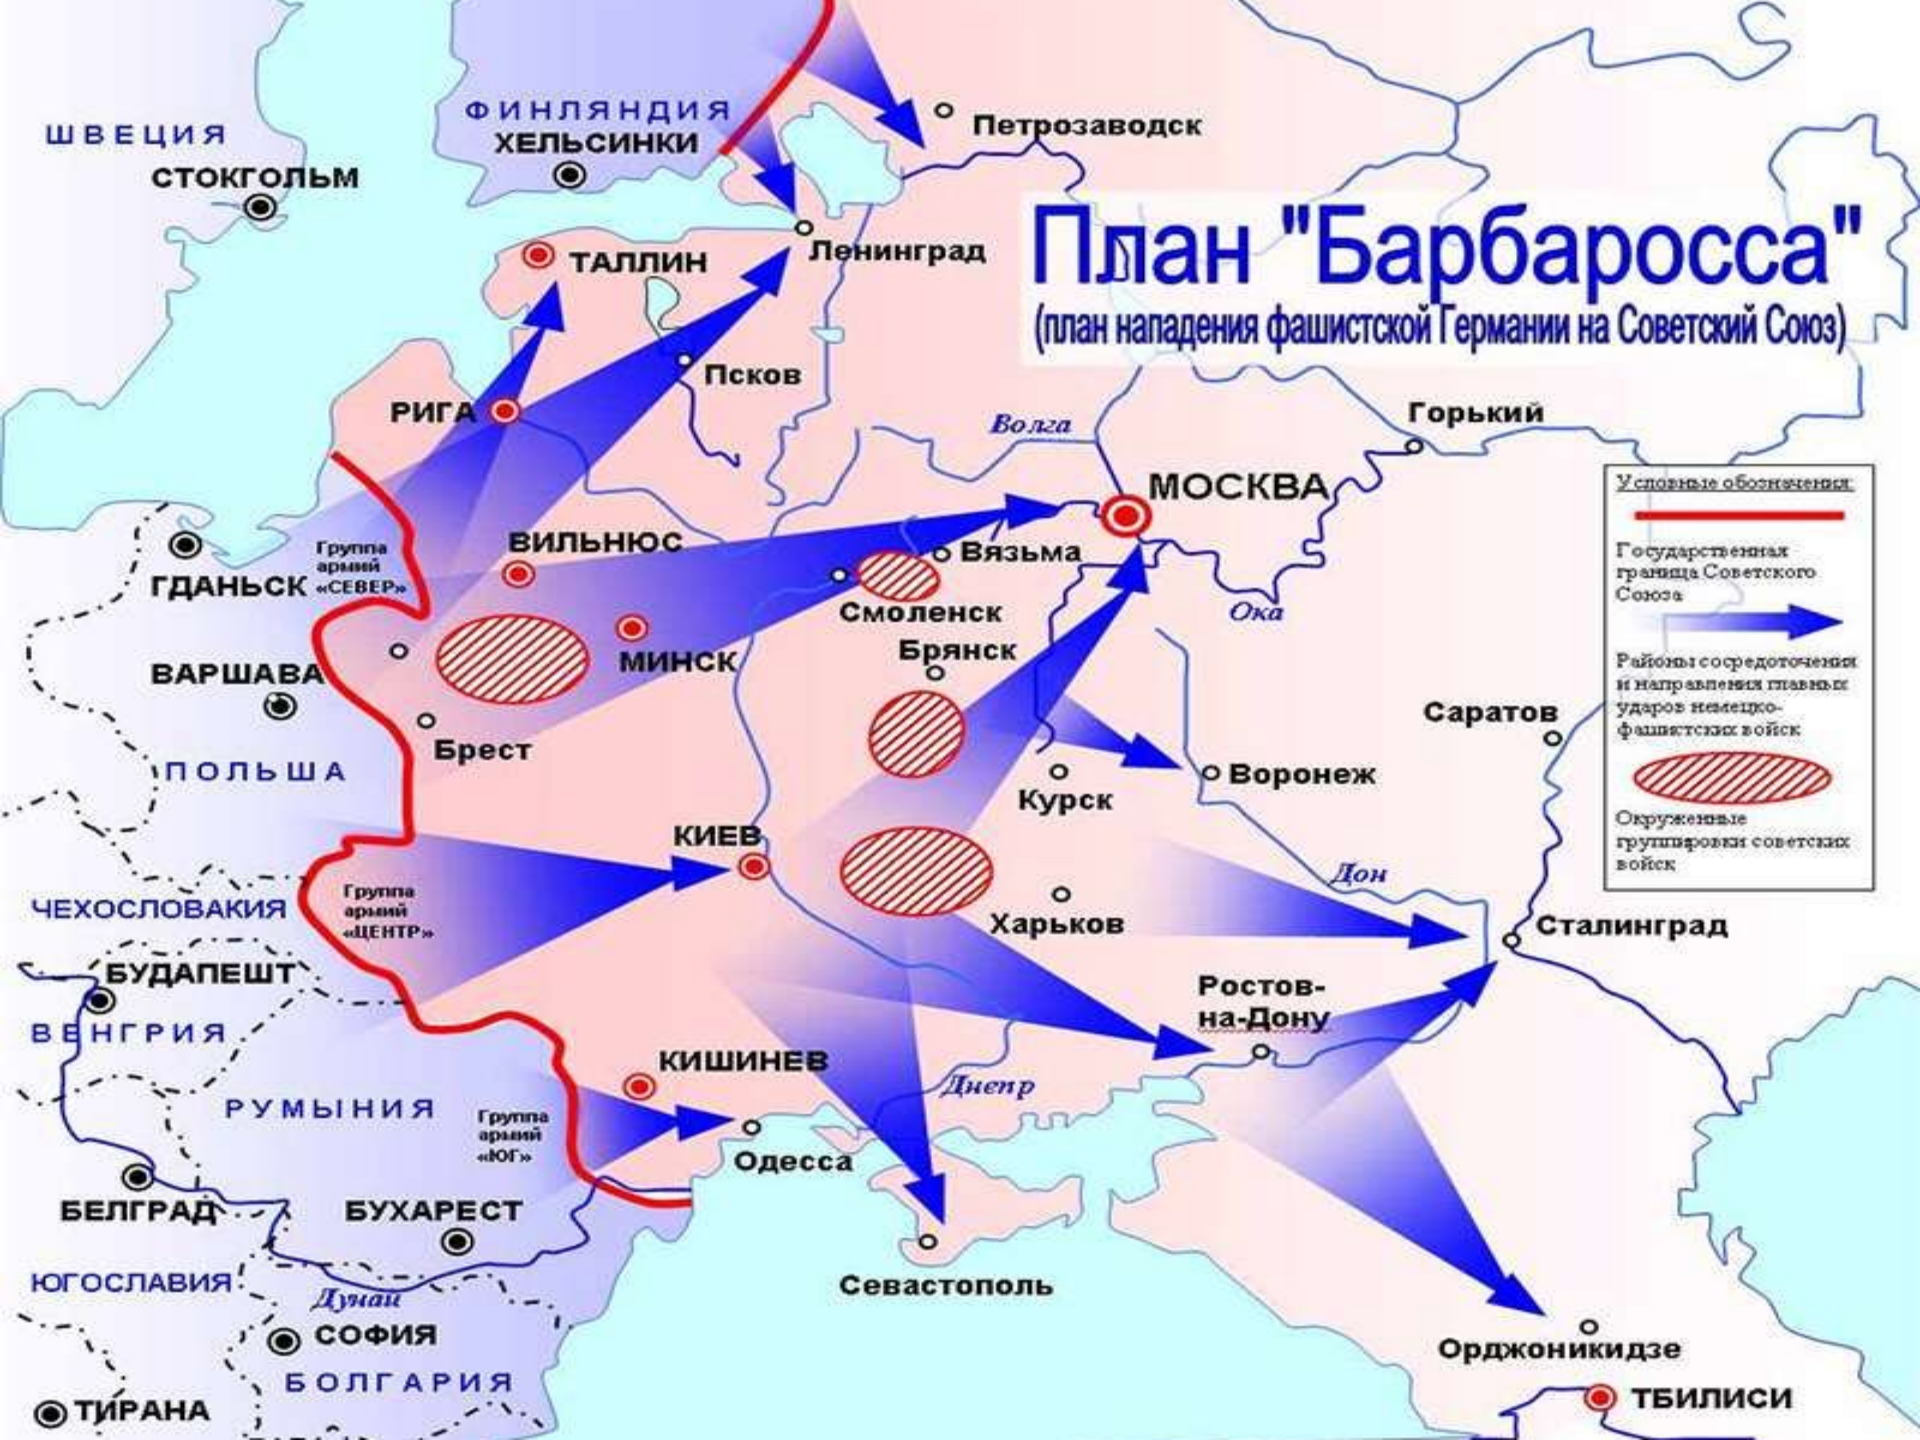 ФИНЛЯНДИЯ
ШВЕЦИЯ
ХЕЛЬСИНКИ
СТОКГОЛЬМ
Петрозаводск
План "Барбаросса"
(план нападения фашистской Германии на Советский Союз)
Ленинград
ТАЛЛИН
Псков
РИГА
Волга
Горький
МОСКВА
Условные обозначения:
Государственная
граница Советского
Союза
Районы сосредоточения
и направления главных
ударов немецко-
фашистских войск
Окруженные
группировки советских
войск
ВИЛЬНЮС
Вязьма
Группа
армий
«СЕВЕР»
ГДАНЬСК
Смоленск
Ока
Брянск
МИНСК
ВАРШАВА
Брест
ПОЛЬША
Саратов
Воронеж
Курск
КИЕВ
Дон
Группа
армий
«ЦЕНТР»
ЧЕХОСЛОВАКИЯ
Харьков
Сталинград
БУДАПЕШТ
Ростов-
на-Дону
ВЕНГРИЯ
КИШИНЕВ
Днепр
РУМЫНИЯ
Группа
армий
«ЮГ»
Одесса
БЕЛГРАД
БУХАРЕСТ
Севастополь
ЮГОСЛАВИЯ
Дунай
СОФИЯ
Орджоникидзе
БОЛГАРИЯ
ТБИЛИСИ
ТИРАНА